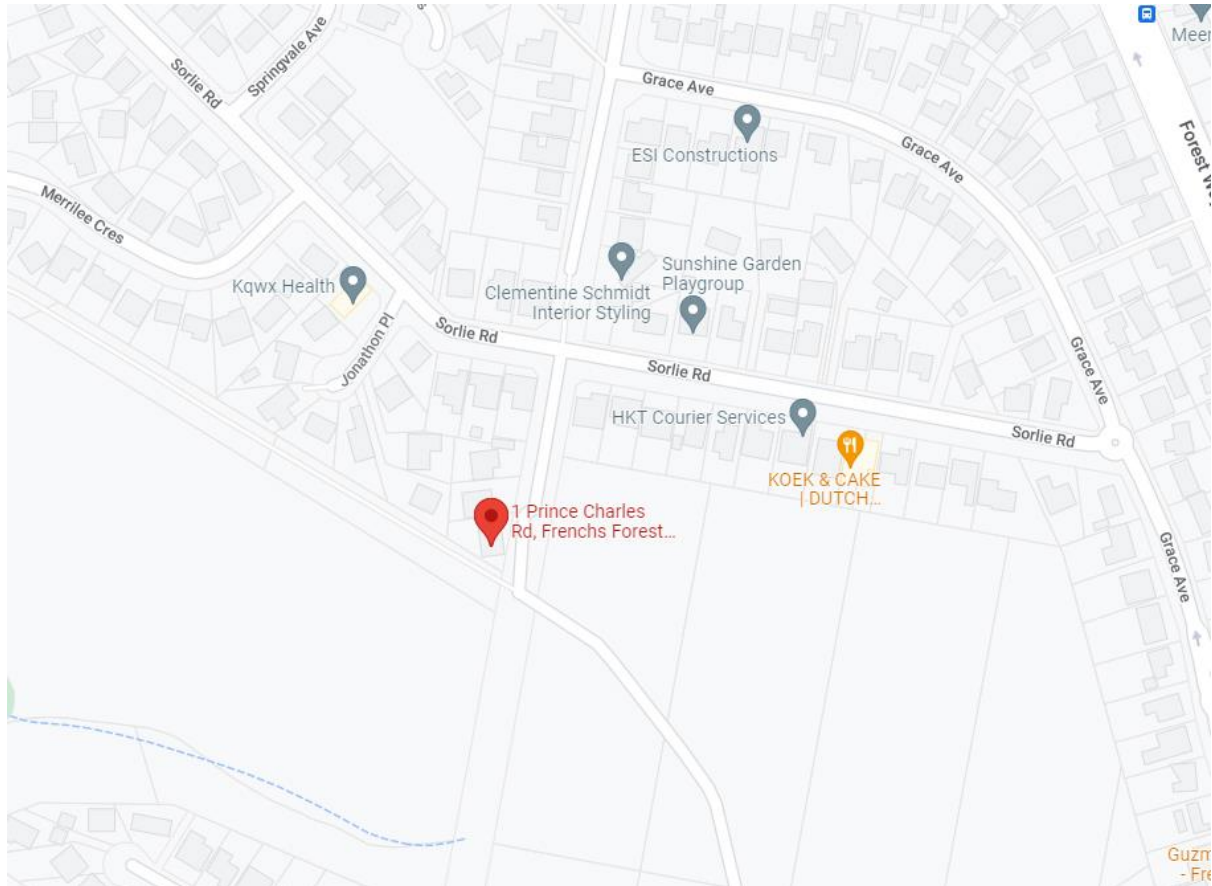 Meer
Springvale Ave
Sorlie Rd
Grace Ave
ESI Constructions
Grace Ave
Forest Way
Merrilee Cres
Kqwx Health
Sunshine Garden
Playgroup
Clementine Schmidt
Interior Styling
Jonathon Pl
Sorlie Rd
Sorlie Rd
Grace Ave
HKT Courier Services
Sorlie Rd
KOEK & CAKE
| DUTCH...
1 Prince Charles
Rd, Frenchs Forest...
Grace Ave
Guzm
- Fre